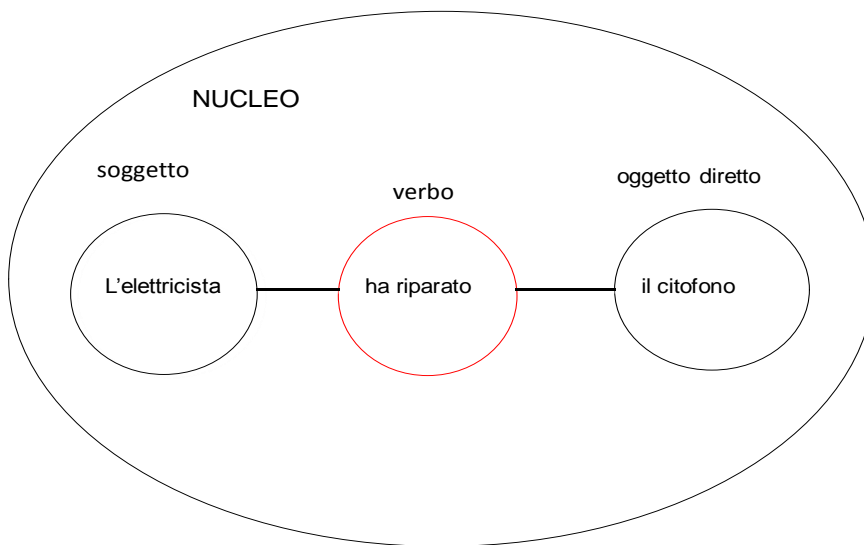 NUCLEO
soggetto
verbo
oggetto diretto
L'elettricista
ha riparato
il citofono